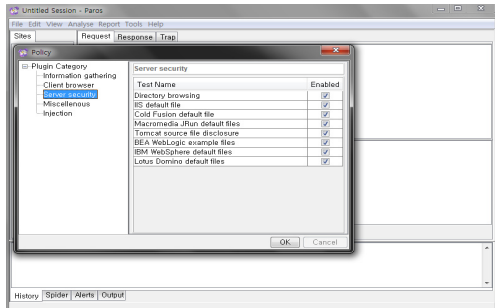 Untitled Session - Paros
File Edit View Analyse Report Tools Help
Sites
Request Response Trap
Policy
Plugin Category
Information gathering
Client browser
Server security
Miscellenous
Injection
Server security
Test Name Enabled
Directory browsing
IIS default file
Cold Fusion default file
Macromedia JRun default files
Tomcat source file disclosure
BEA WebLogic example files
IBM WebSphere default files
Lotus Domino default files
OK Cancel
History Spider Alerts Output